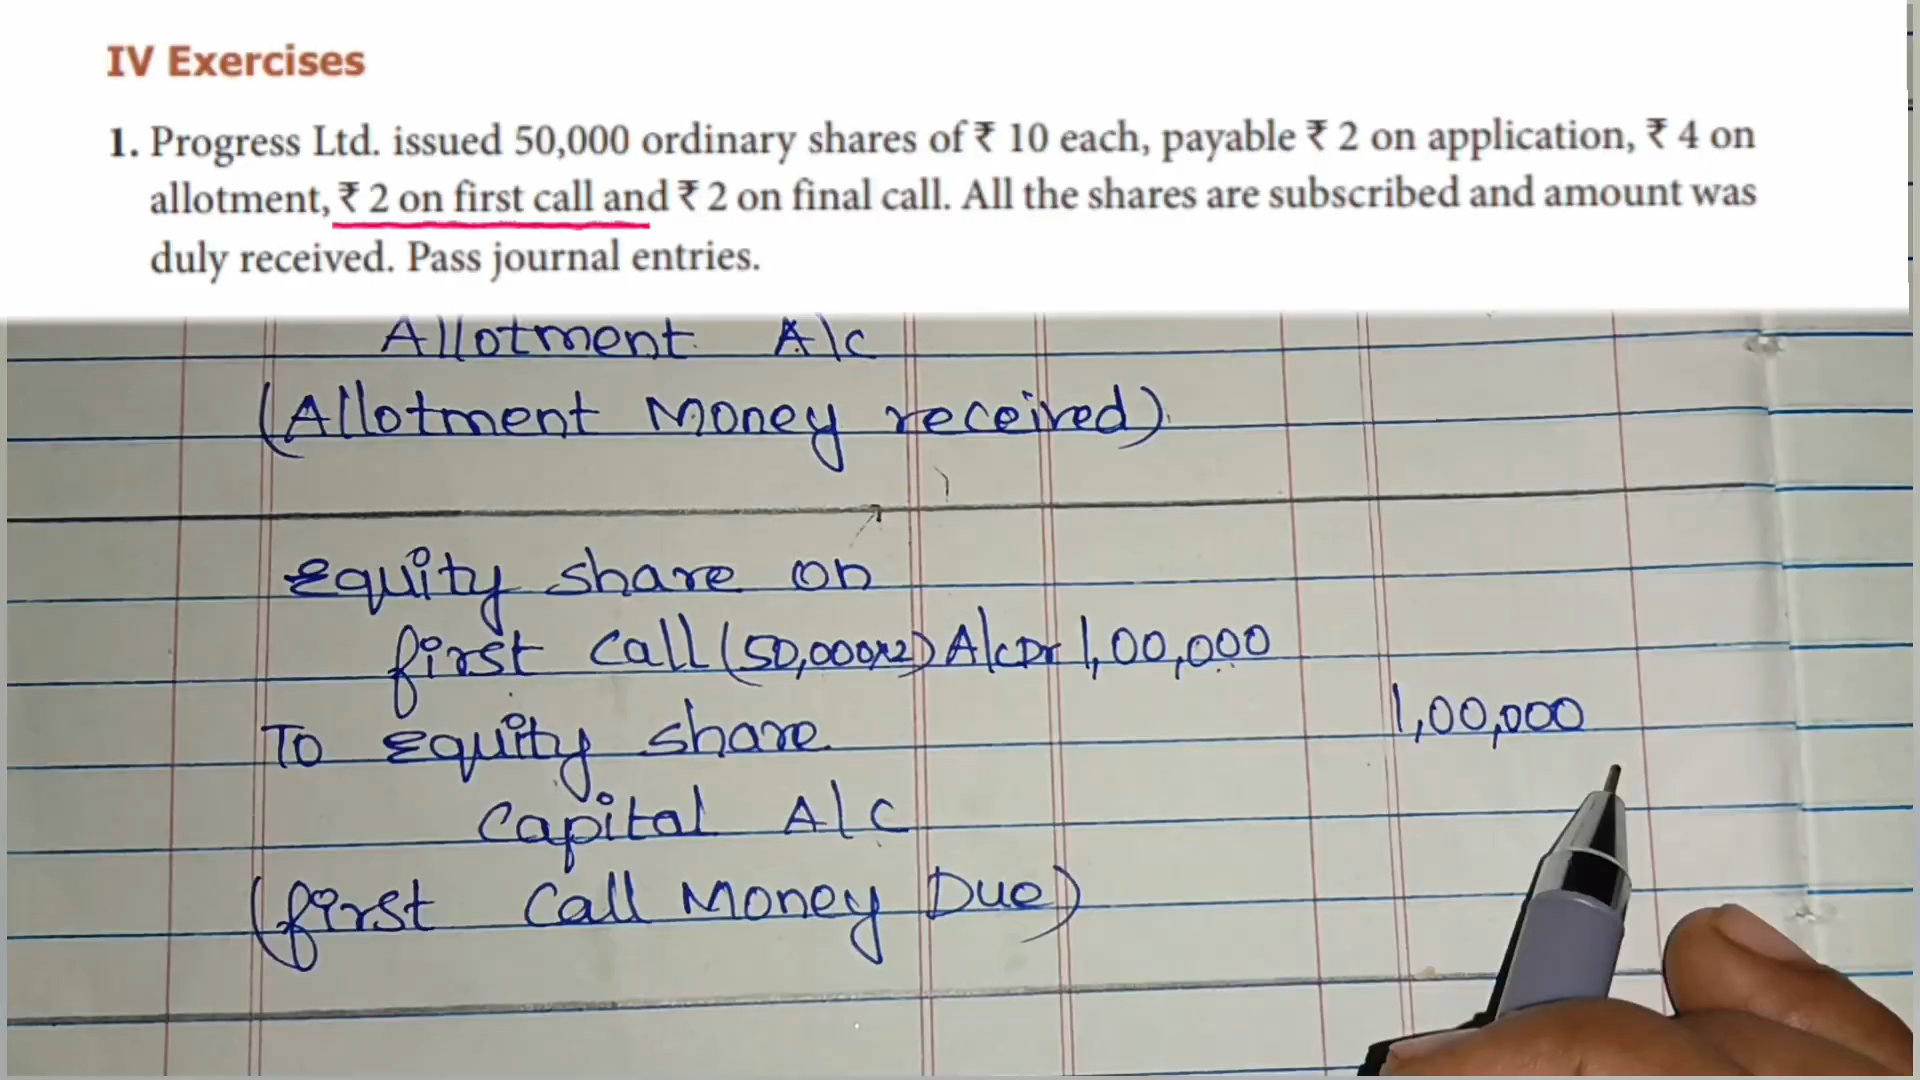 IV Exercises
1. Progress Ltd. issued 50,000 ordinary shares of ₹ 10 each, payable ₹ 2 on application, ₹ 4 on
allotment, ₹ 2 on first call and ₹ 2 on final call. All the shares are subscribed and amount was
duly received. Pass journal entries.
Allotment A/c
(Allotment Money received)
Equity share on
first call (50,000x2) A/c Dr 1,00,000
To Equity share 1,00,000
capital A/c
(first call Money Due)